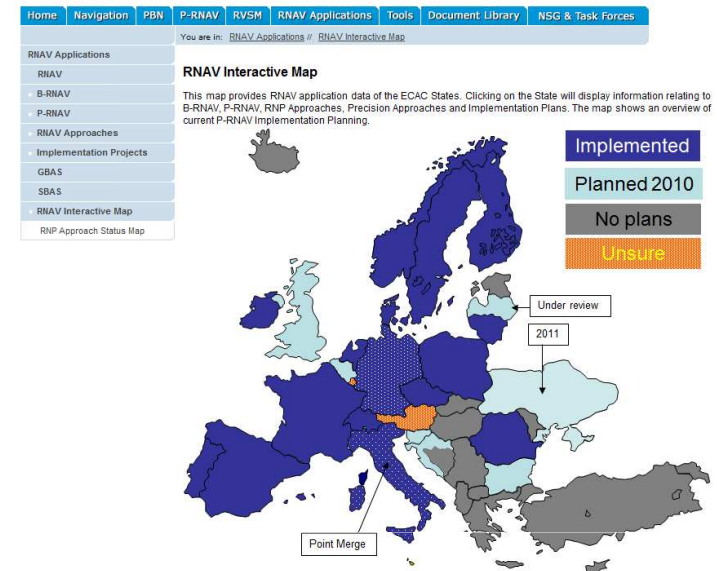 Home Navigation PBN P-RNAV RVSM RNAV Applications Tools Document Library NSG & Task Forces
You are in: RNAV Applications // RNAV Interactive Map
RNAV Applications
RNAV
B-RNAV
P-RNAV
RNAV Approaches
Implementation Projects
GBAS
SBAS
RNAV Interactive Map
RNP Approach Status Map
RNAV Interactive Map
This map provides RNAV application data of the ECAC States. Clicking on the State will display information relating to
B-RNAV, P-RNAV, RNP Approaches, Precision Approaches and Implementation Plans. The map shows an overview of
current P-RNAV Implementation Planning.
Implemented
Planned 2010
No plans
Unsure
Under review
2011
Point Merge